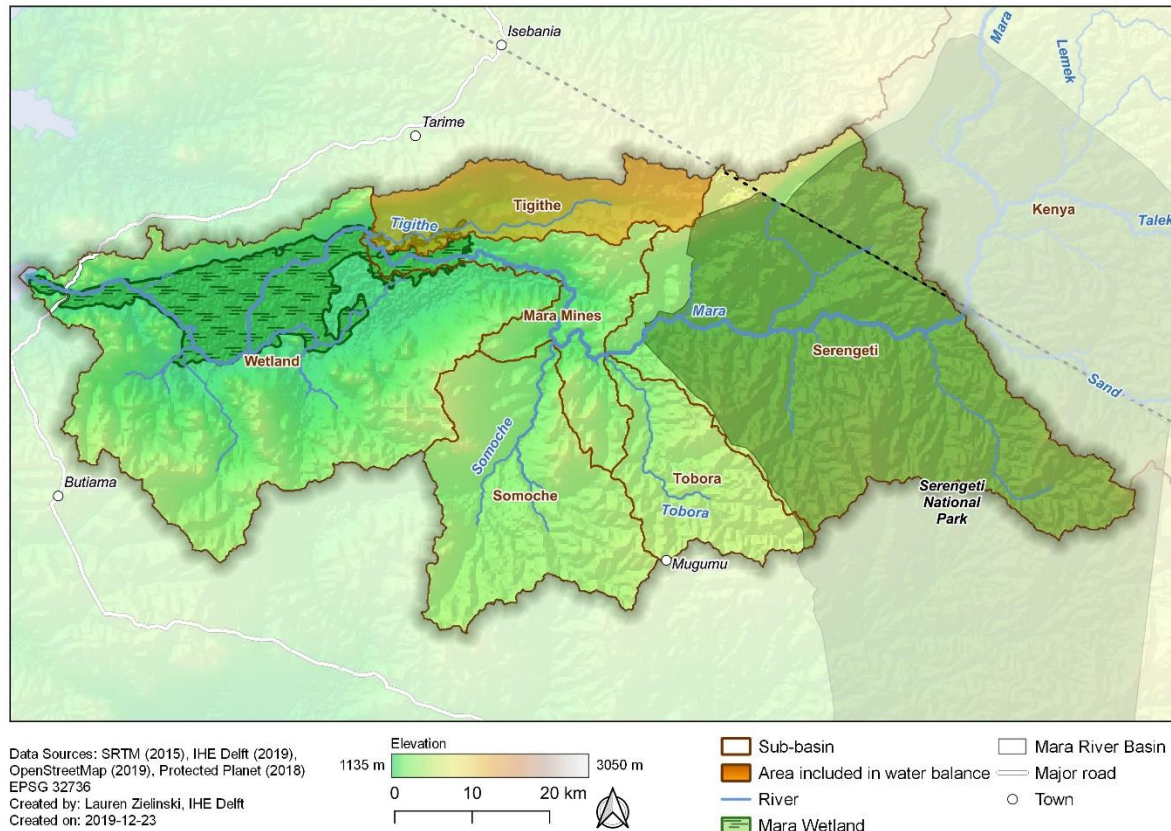 Isebania
Mara
Lemek
Tarime
Tigithe
Tigithe
Kenya
Talek
Mara Mines
Mara
Serengeti
Wetland
Sand
Somoche
Tobora
Butiama
Somoche
Tobora
Serengeti
National
Park
Mugumu
Data Sources: SRTM (2015), IHE Delft (2019),
OpenStreetMap (2019), Protected Planet (2018)
EPSG 32736
Created by: Lauren Zielinski, IHE Delft
Created on: 2019-12-23
Elevation
1135 m 3050 m
0 10 20 km
Sub-basin
Area included in water balance
River
Mara Wetland
Mara River Basin
Major road
Town